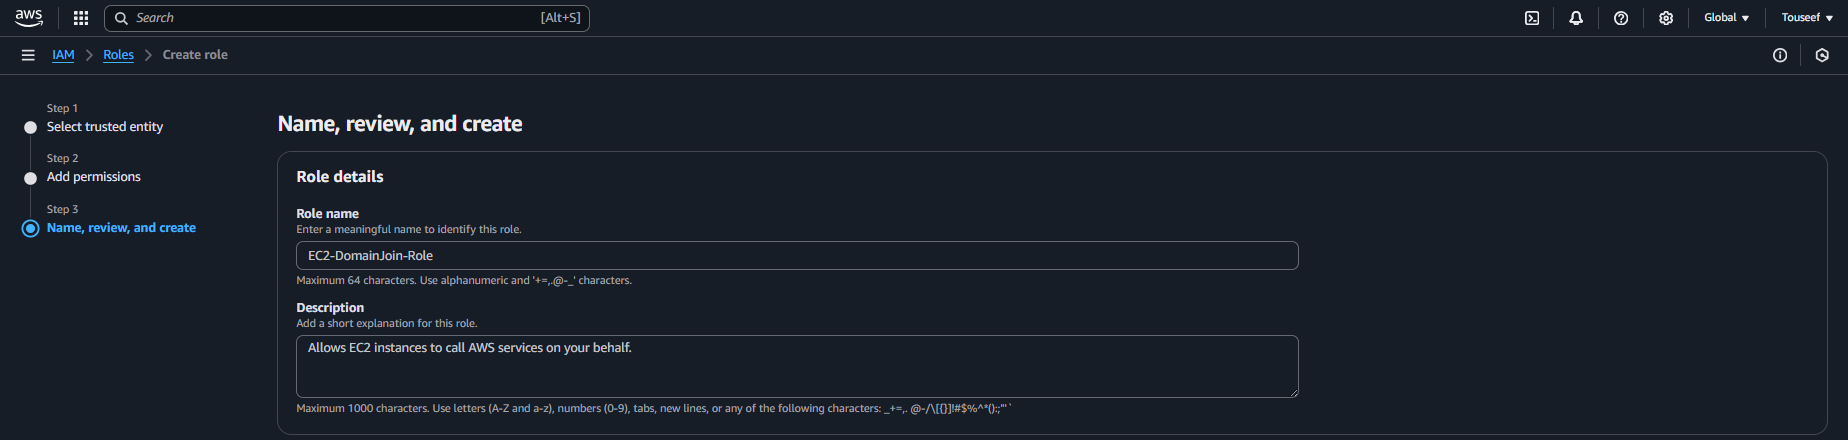 aws
Search [Alt+S]
Global Touseef
IAM Roles Create role
Step 1
Select trusted entity
Step 2
Add permissions
Step 3
Name, review, and create
Name, review, and create
Role details
Role name
Enter a meaningful name to identify this role.
EC2-DomainJoin-Role
Maximum 64 characters. Use alphanumeric and '+=,.@-_' characters.
Description
Add a short explanation for this role.
Allows EC2 instances to call AWS services on your behalf.
Maximum 1000 characters. Use letters (A-Z and a-z), numbers (0-9), tabs, new lines, or any of the following characters: _+=,. @-/\[{}]!#$%^*();:"'`